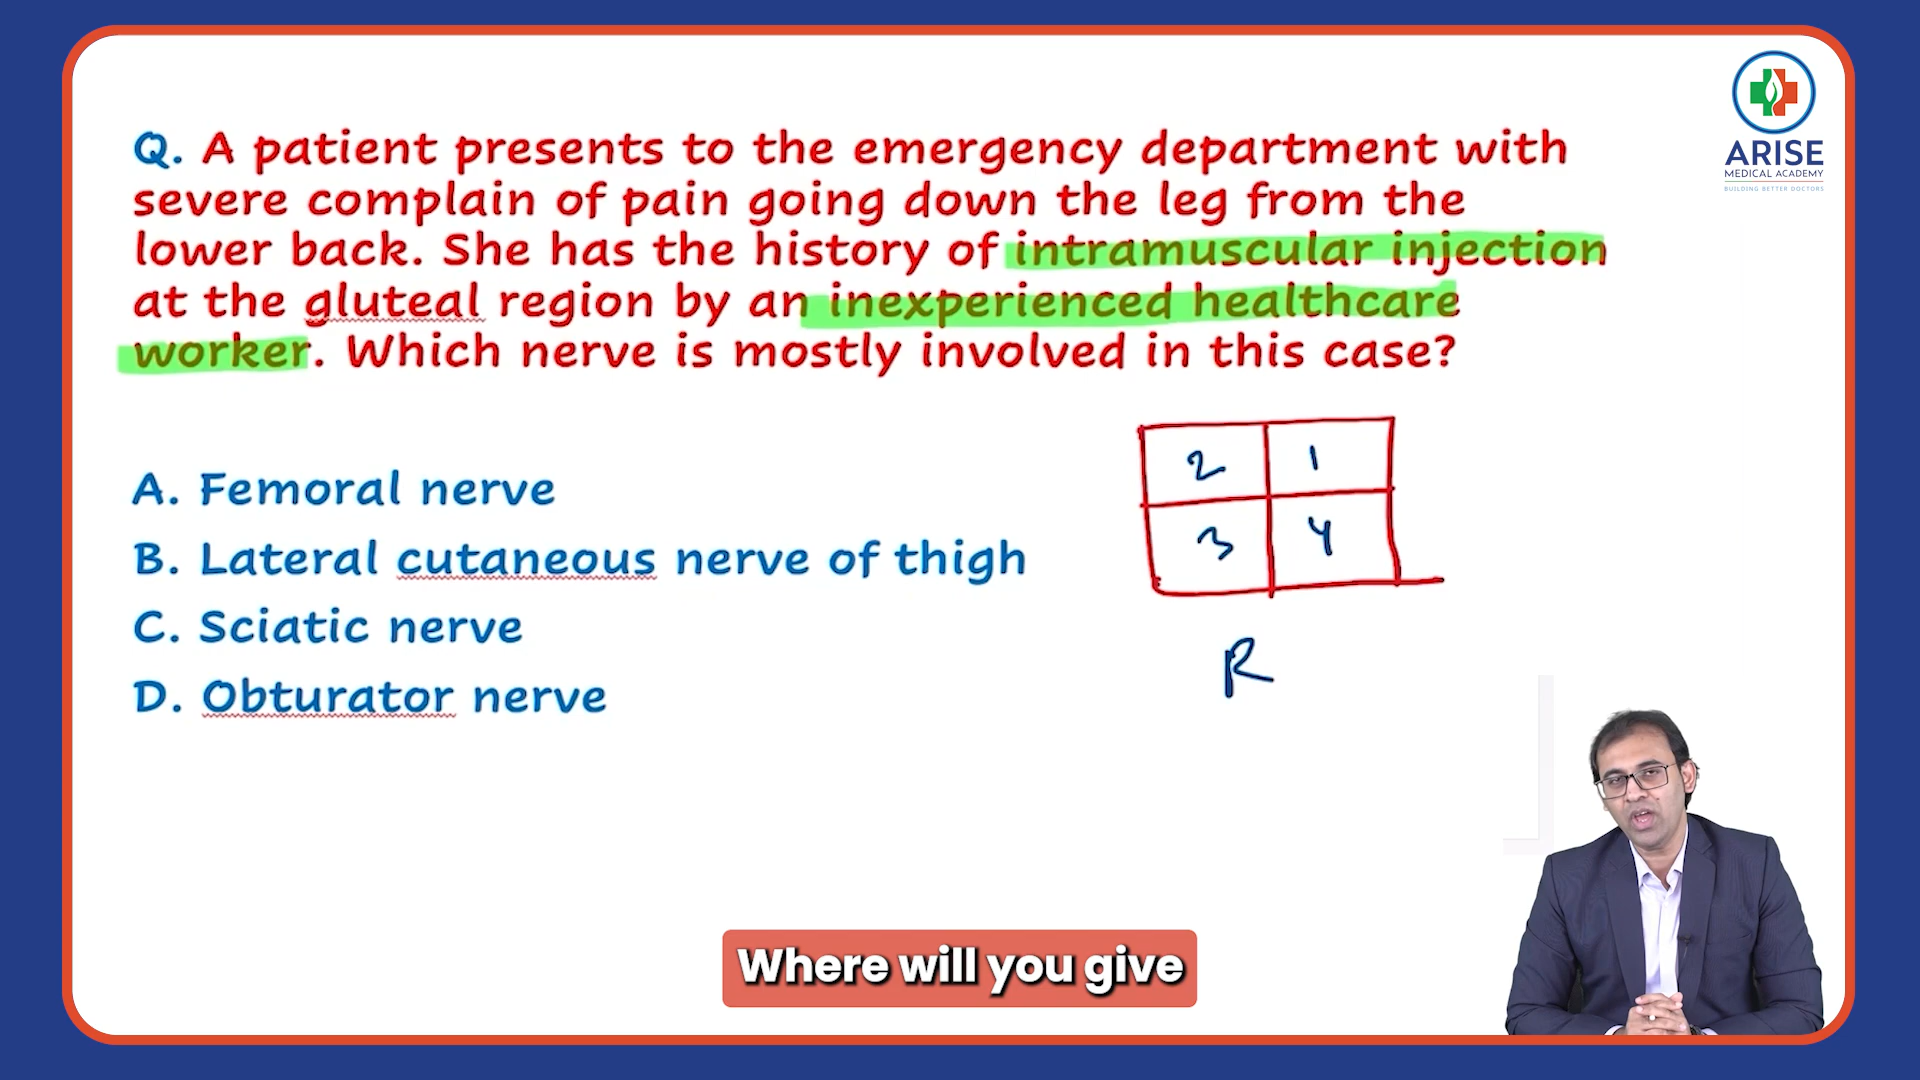 ARISE
MEDICAL ACADEMY
BUILDING BETTER DOCTORS
Q. A patient presents to the emergency department with
severe complain of pain going down the leg from the
lower back. She has the history of intramuscular injection
at the gluteal region by an inexperienced healthcare
worker. Which nerve is mostly involved in this case?
A. Femoral nerve
B. Lateral cutaneous nerve of thigh
C. Sciatic nerve
D. Obturator nerve
2 1
3 4
R
Where will you give